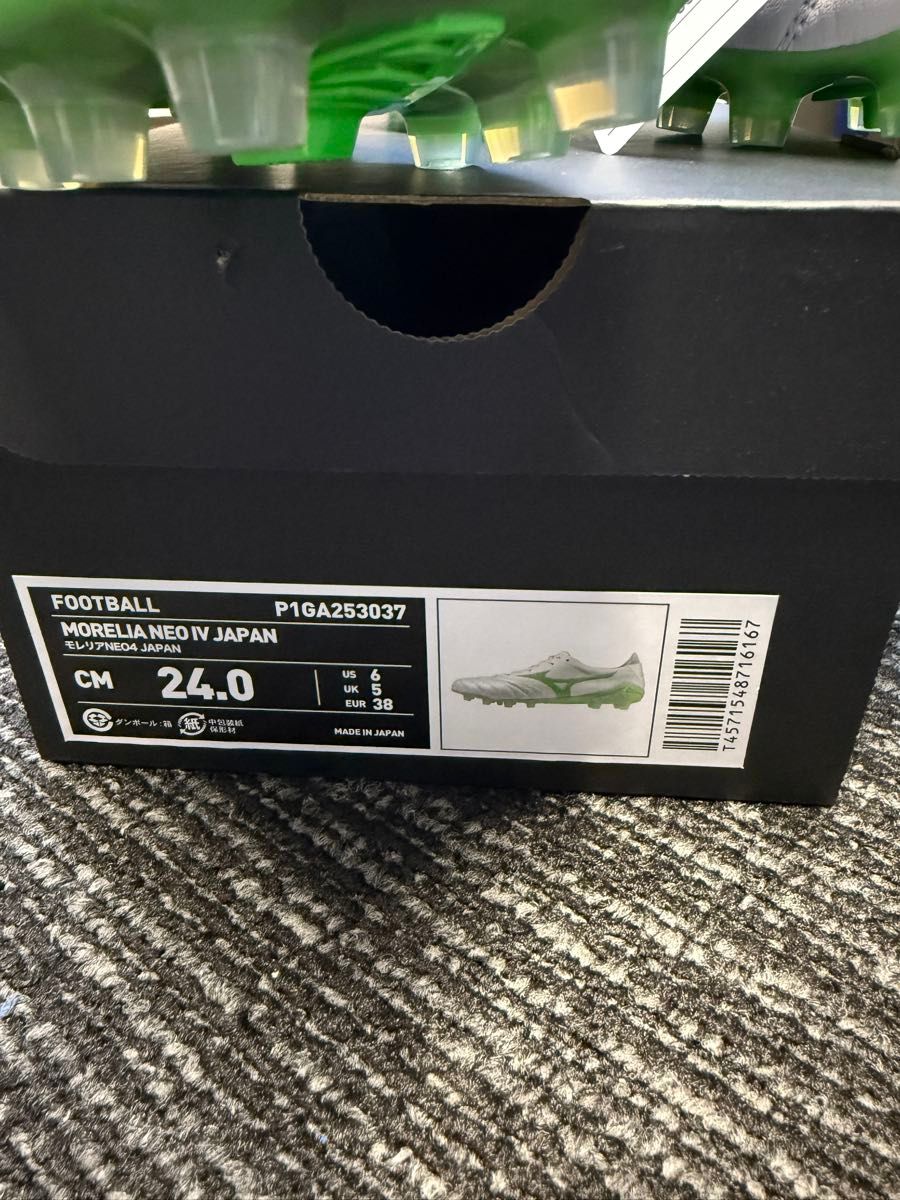 FOOTBALL P1GA253037
MORELIA NEO IV JAPAN
モレリアNEO4 JAPAN
CM 24.0
US 6
UK 5
EUR 38
ダンボール:箱
紙
中包装紙
保形材
MADE IN JAPAN
T4571548716167